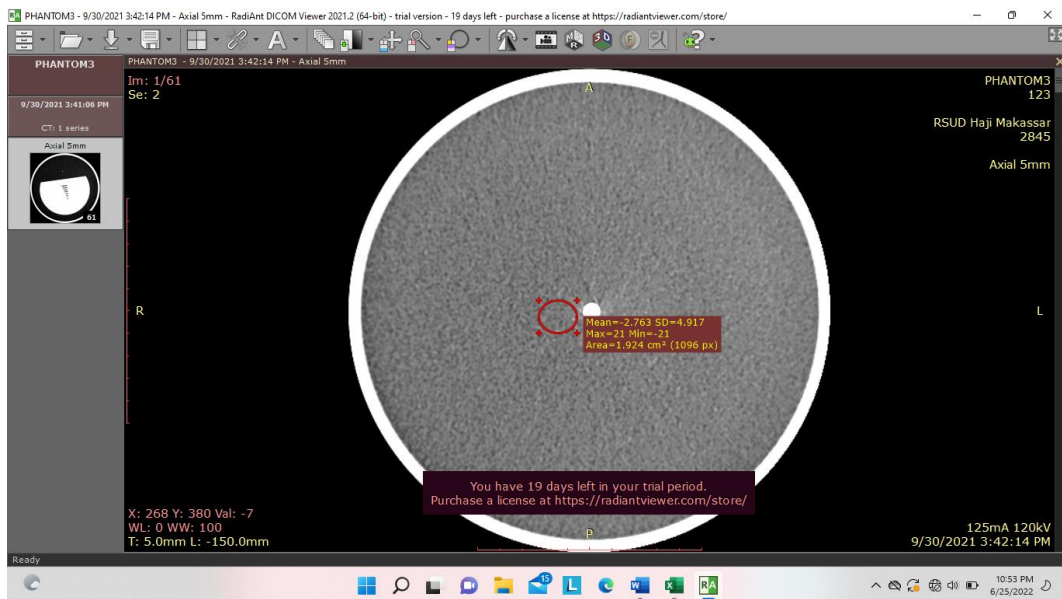 PHANTOM3 - 9/30/2021 3:42:14 PM - Axial 5mm - RadiAnt DICOM Viewer 2021.2 (64-bit) - trial version - 19 days left - purchase a license at https://radiantviewer.com/store/
PHANTOM3
9/30/2021 3:41:06 PM
CT: 1 series
Axial 5mm
61
PHANTOM3 - 9/30/2021 3:42:14 PM - Axial 5mm
Im: 1/61
Se: 2
A
PHANTOM3
123
RSUD Haji Makassar
2845
Axial 5mm
R
L
Mean=-2.763 SD=4.917
Max=21 Min=-21
Area=1.924 cm² (1096 px)
You have 19 days left in your trial period.
Purchase a license at https://radiantviewer.com/store/
X: 268 Y: 380 Val: -7
WL: 0 WW: 100
T: 5.0mm L: -150.0mm
P
125mA 120kV
9/30/2021 3:42:14 PM
Ready
15
L
W
X
RA
10:53 PM
6/25/2022